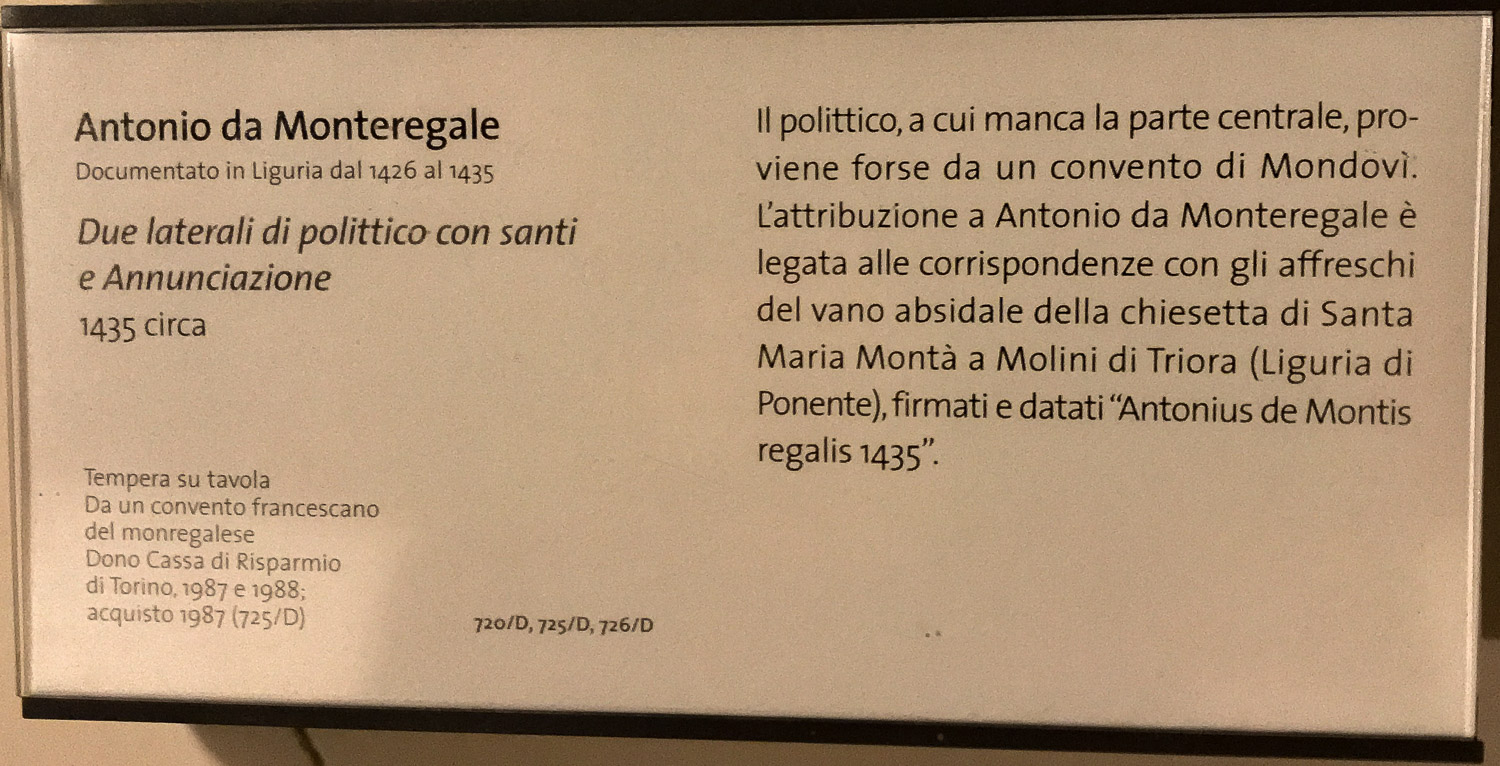 Antonio da Monteregale
Documentato in Liguria dal 1426 al 1435
Due laterali di polittico con santi
e Annunciazione
1435 circa
Tempera su tavola
Da un convento francescano
del monregalese
Dono Cassa di Risparmio
di Torino, 1987 e 1988;
acquisto 1987 (725/D)
720/D, 725/D, 726/D
Il polittico, a cui manca la parte centrale, pro-
viene forse da un convento di Mondovì.
L'attribuzione a Antonio da Monteregale è
legata alle corrispondenze con gli affreschi
del vano absidale della chiesetta di Santa
Maria Montà a Molini di Triora (Liguria di
Ponente), firmati e datati “Antonius de Montis
regalis 1435”.